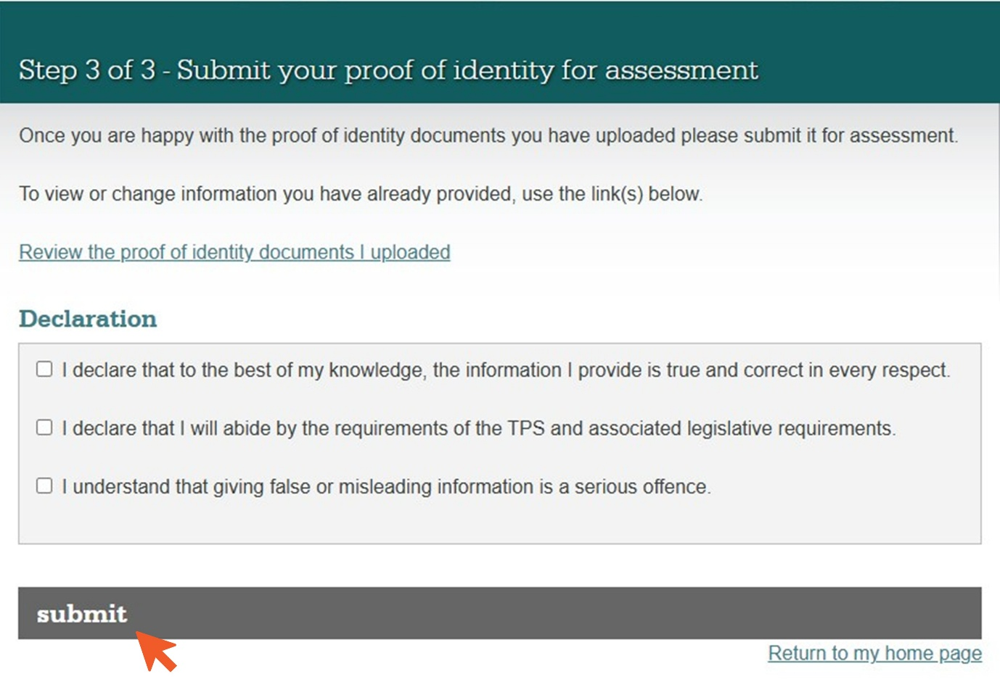 Step 3 of 3 - Submit your proof of identity for assessment
Once you are happy with the proof of identity documents you have uploaded please submit it for assessment.
To view or change information you have already provided, use the link(s) below.
Review the proof of identity documents I uploaded
Declaration
I declare that to the best of my knowledge, the information I provide is true and correct in every respect.
I declare that I will abide by the requirements of the TPS and associated legislative requirements.
I understand that giving false or misleading information is a serious offence.
submit
Return to my home page